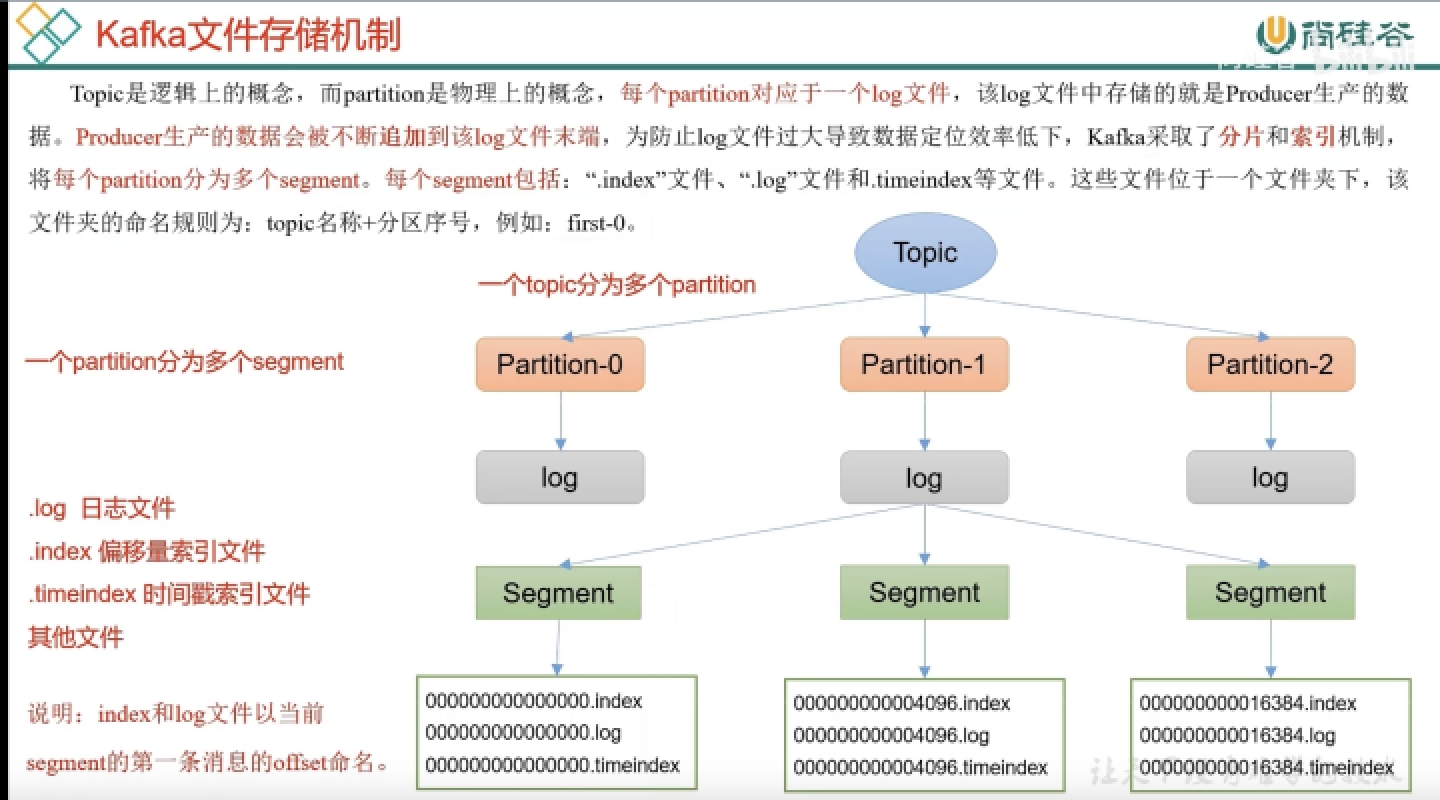 Kafka文件存储机制
尚硅谷
Topic是逻辑上的概念，而partition是物理上的概念，每个partition对应于一个log文件，该log文件中存储的就是Producer生产的数
据。Producer生产的数据会被不断追加到该log文件末端，为防止log文件过大导致数据定位效率低下，Kafka采取了分片和索引机制，
将每个partition分为多个segment。每个segment包括：“.index”文件、“.log”文件和.timeindex等文件。这些文件位于一个文件夹下，该
文件夹的命名规则为：topic名称+分区序号，例如：first-0。
Topic
一个topic分为多个partition
一个partition分为多个segment
Partition-0
Partition-1
Partition-2
log
log
log
.log 日志文件
.index 偏移量索引文件
.timeindex 时间戳索引文件
其他文件
Segment
Segment
Segment
说明：index和log文件以当前
segment的第一条消息的offset命名。
000000000000000.index
000000000000000.log
000000000000000.timeindex
000000000004096.index
000000000004096.log
000000000004096.timeindex
000000000016384.index
000000000016384.log
000000000016384.timeindex